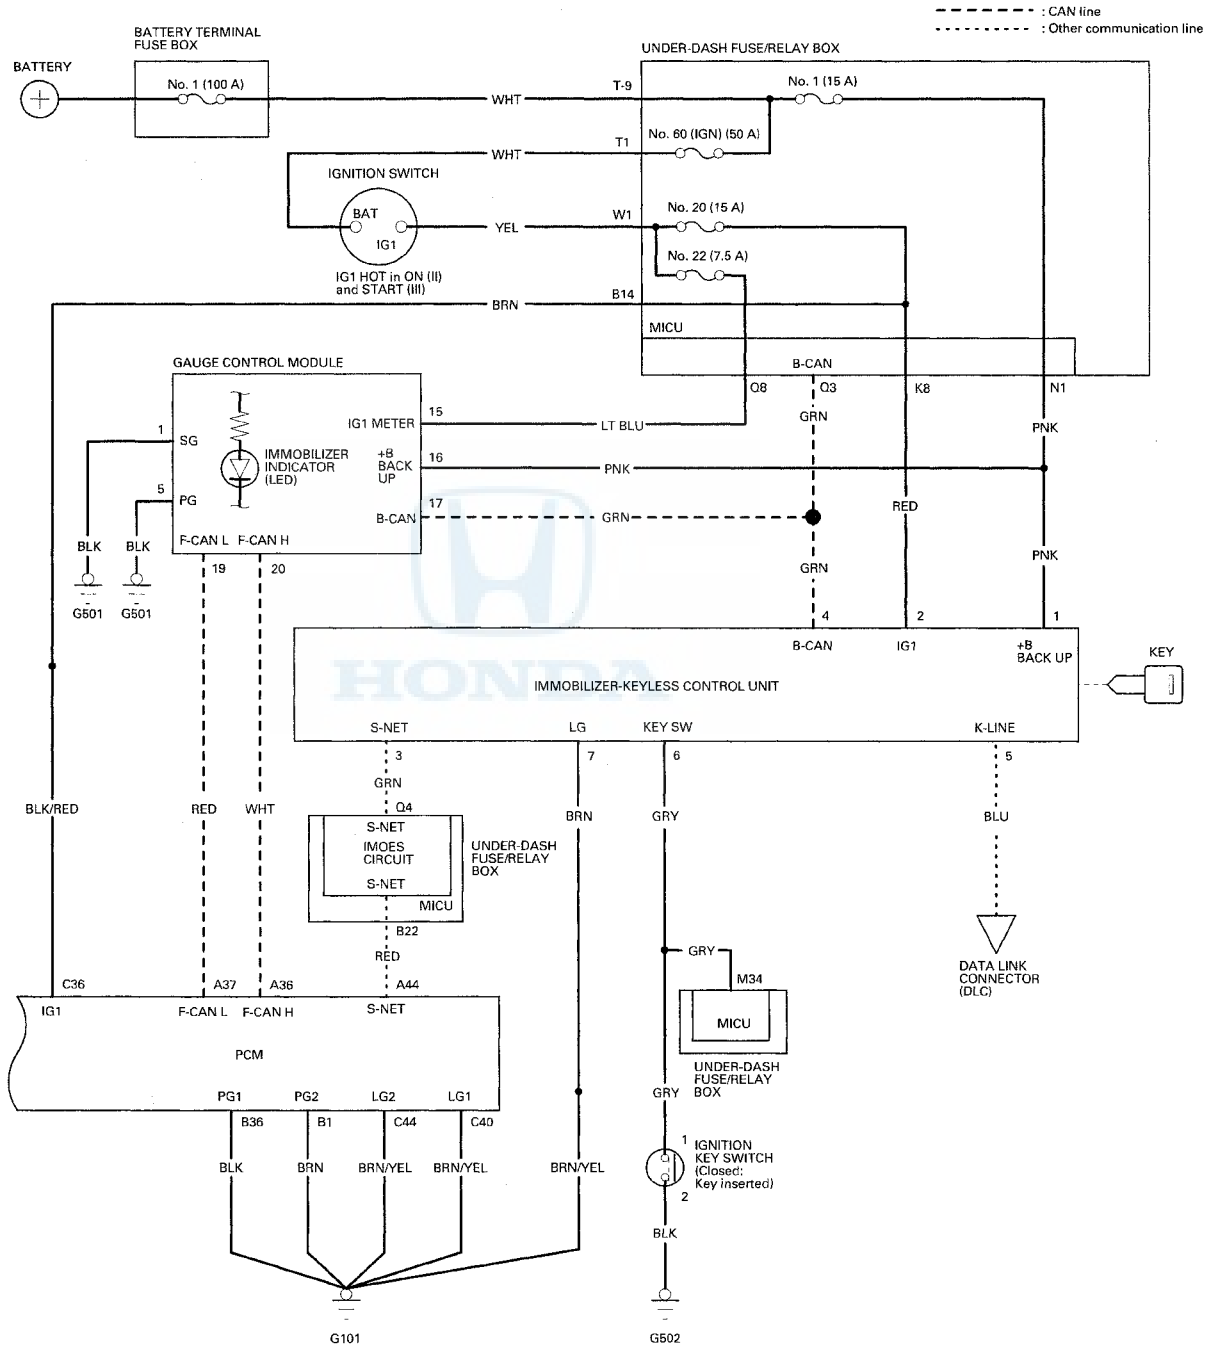 : CAN line
: Other communication line
BATTERY TERMINAL
FUSE BOX
UNDER-DASH FUSE/RELAY BOX
BATTERY
No. 1 (100 A)
T-9
No. 1 (15 A)
WHT
T1
No. 60 (IGN) (50 A)
WHT
IGNITION SWITCH
BAT
IG1
YEL
W1
No. 20 (15 A)
No. 22 (7.5 A)
IG1 HOT in ON (II)
and START (III)
BRN
B14
MICU
B-CAN
Q8
Q3
K8
N1
GAUGE CONTROL MODULE
IG1 METER
15
LT BLU
GRN
PNK
1
SG
IMMOBILIZER
INDICATOR
(LED)
+B
BACK
UP
16
PNK
5
PG
B-CAN
17
GRN
RED
BLK
BLK
F-CAN L
F-CAN H
19
20
GRN
PNK
G501
G501
4
2
1
B-CAN
IG1
+B
BACK UP
KEY
HONDA
IMMOBILIZER-KEYLESS CONTROL UNIT
S-NET
LG
KEY SW
K-LINE
3
7
6
5
GRN
BLK/RED
RED
WHT
Q4
S-NET
IMOES
CIRCUIT
S-NET
MICU
UNDER-DASH
FUSE/RELAY
BOX
BRN
GRY
BLU
B22
RED
GRY
M34
MICU
UNDER-DASH
FUSE/RELAY
BOX
DATA LINK
CONNECTOR
(DLC)
C36
A37
A36
A44
IG1
F-CAN L
F-CAN H
S-NET
PCM
PG1
PG2
LG2
LG1
B36
B1
C44
C40
GRY
1
IGNITION
KEY SWITCH
(Closed:
Key inserted)
2
BLK
BRN
BRN/YEL
BRN/YEL
BRN/YEL
BLK
G101
G502